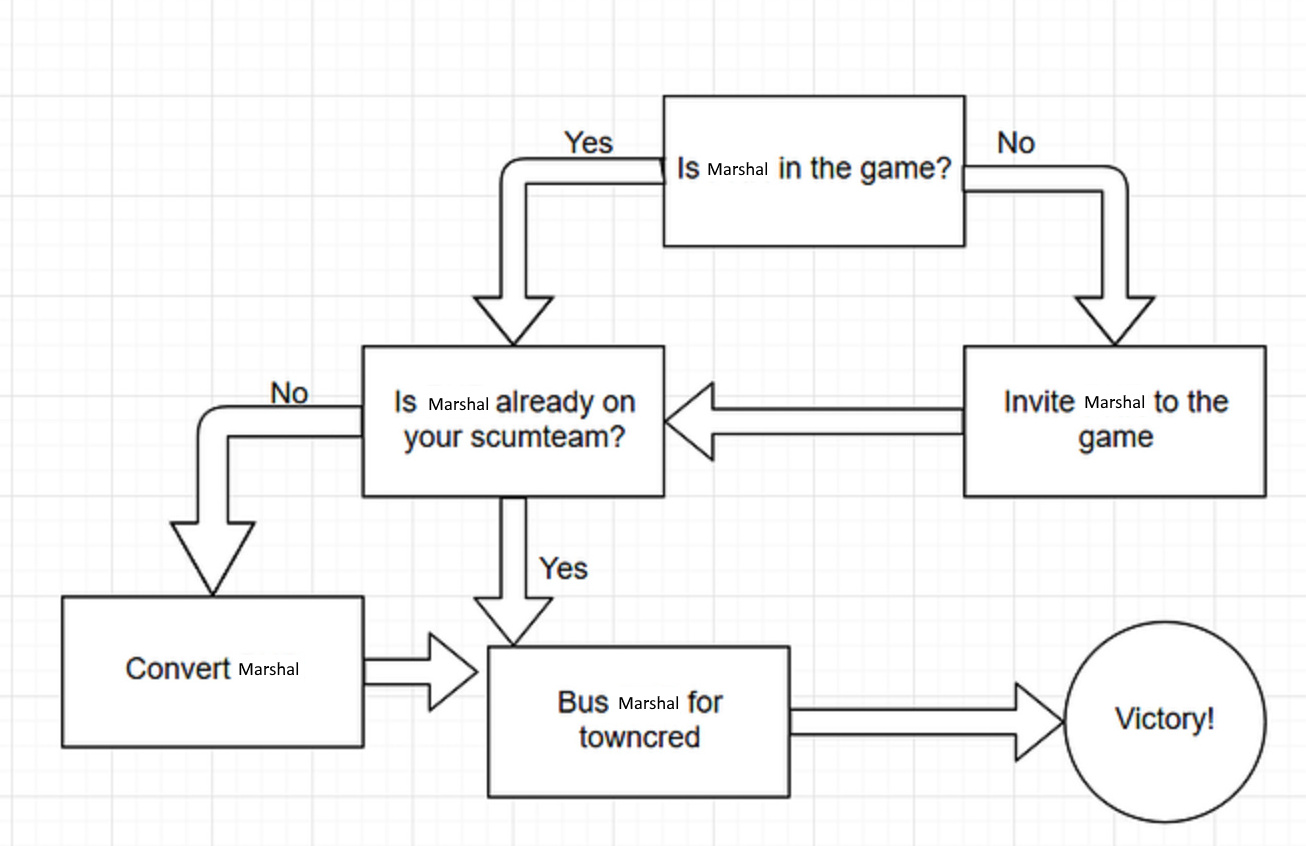 Yes
Is Marshal in the game?
No
No
Is Marshal already on
your scumteam?
Invite Marshal to the
game
Yes
Convert Marshal
Bus Marshal for
towncred
Victory!